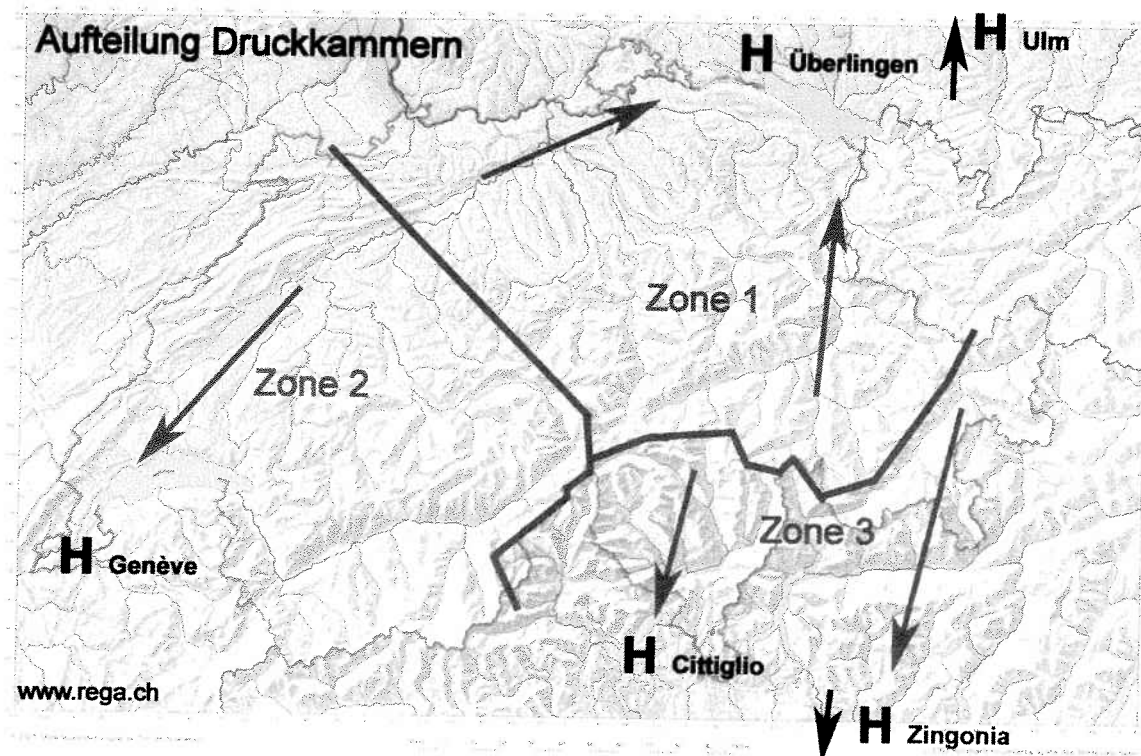 Aufteilung Druckkammern
H Ulm
H Überlingen
Zone 1
Zone 2
Zone 3
H Genève
H Cittiglio
www.rega.ch
H Zingonia